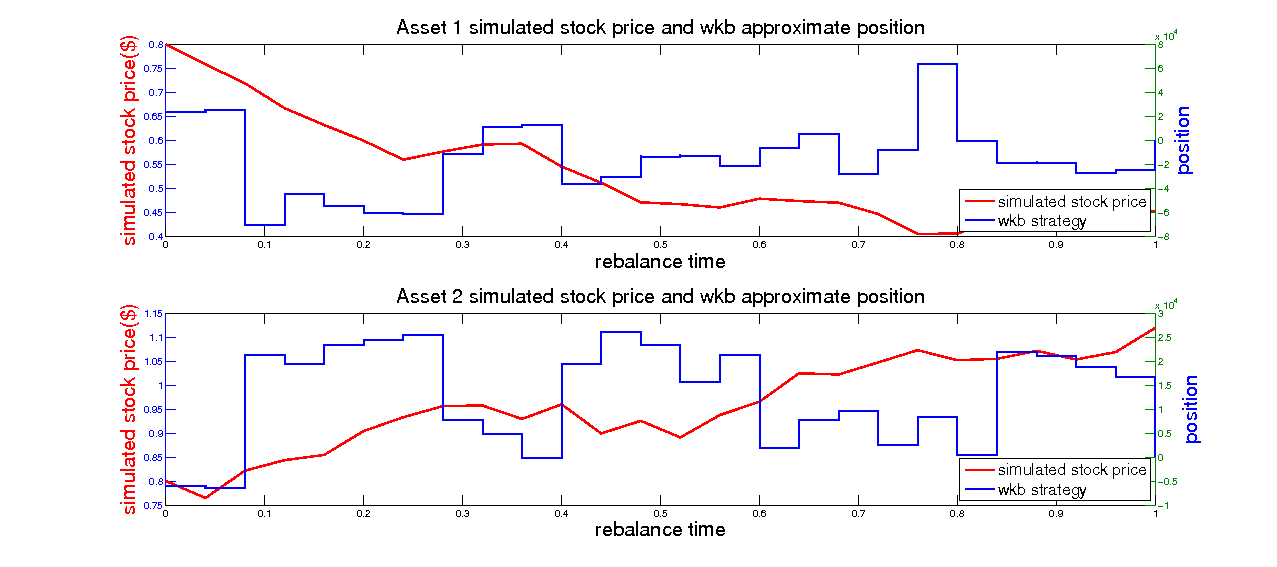 Asset 1 simulated stock price and wkb approximate position
x 10^4
simulated stock price($)
0.8
0.75
0.7
0.65
0.6
0.55
0.5
0.45
0.4
8
6
4
2
0
-2
-4
-6
-8
position
simulated stock price
wkb strategy
0 0.1 0.2 0.3 0.4 0.5 0.6 0.7 0.8 0.9 1
rebalance time
Asset 2 simulated stock price and wkb approximate position
x 10^4
simulated stock price($)
1.15
1.1
1.05
1
0.95
0.9
0.85
0.8
0.75
3
2.5
2
1.5
1
0.5
0
-0.5
-1
position
simulated stock price
wkb strategy
0 0.1 0.2 0.3 0.4 0.5 0.6 0.7 0.8 0.9 1
rebalance time